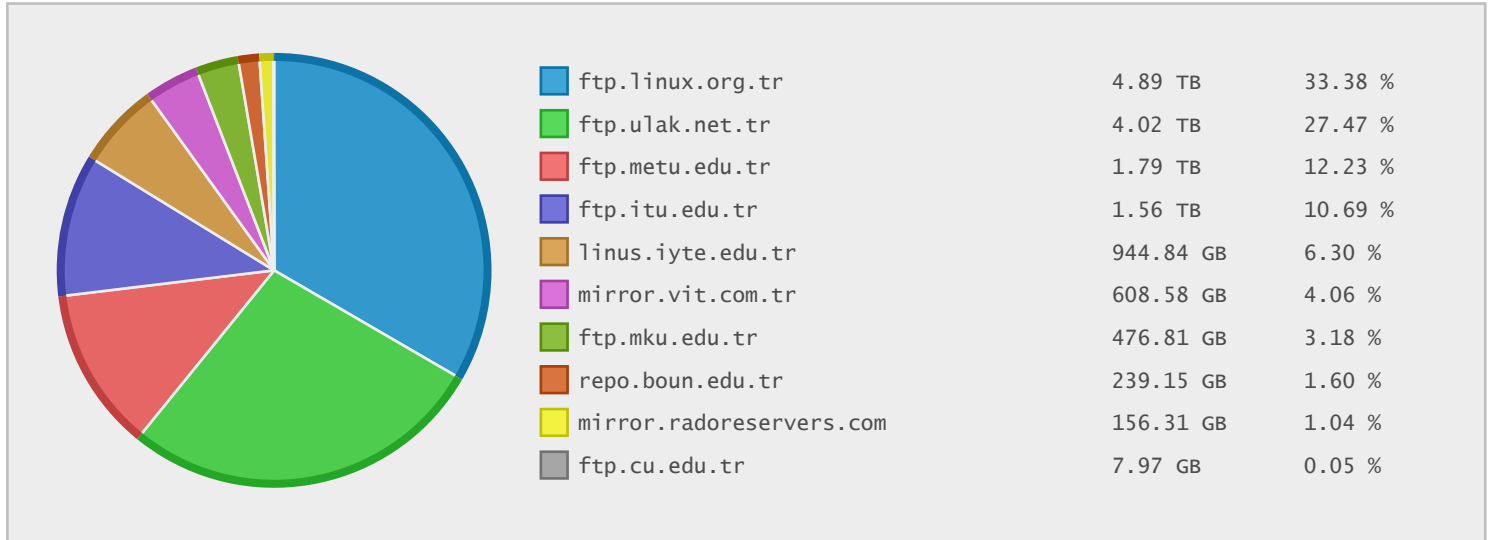 ftp.linux.org.tr 4.89 TB 33.38 %
ftp.ulak.net.tr 4.02 TB 27.47 %
ftp.metu.edu.tr 1.79 TB 12.23 %
ftp.itu.edu.tr 1.56 TB 10.69 %
linus.iyte.edu.tr 944.84 GB 6.30 %
mirror.vit.com.tr 608.58 GB 4.06 %
ftp.mku.edu.tr 476.81 GB 3.18 %
repo.boun.edu.tr 239.15 GB 1.60 %
mirror.radoreservers.com 156.31 GB 1.04 %
ftp.cu.edu.tr 7.97 GB 0.05 %